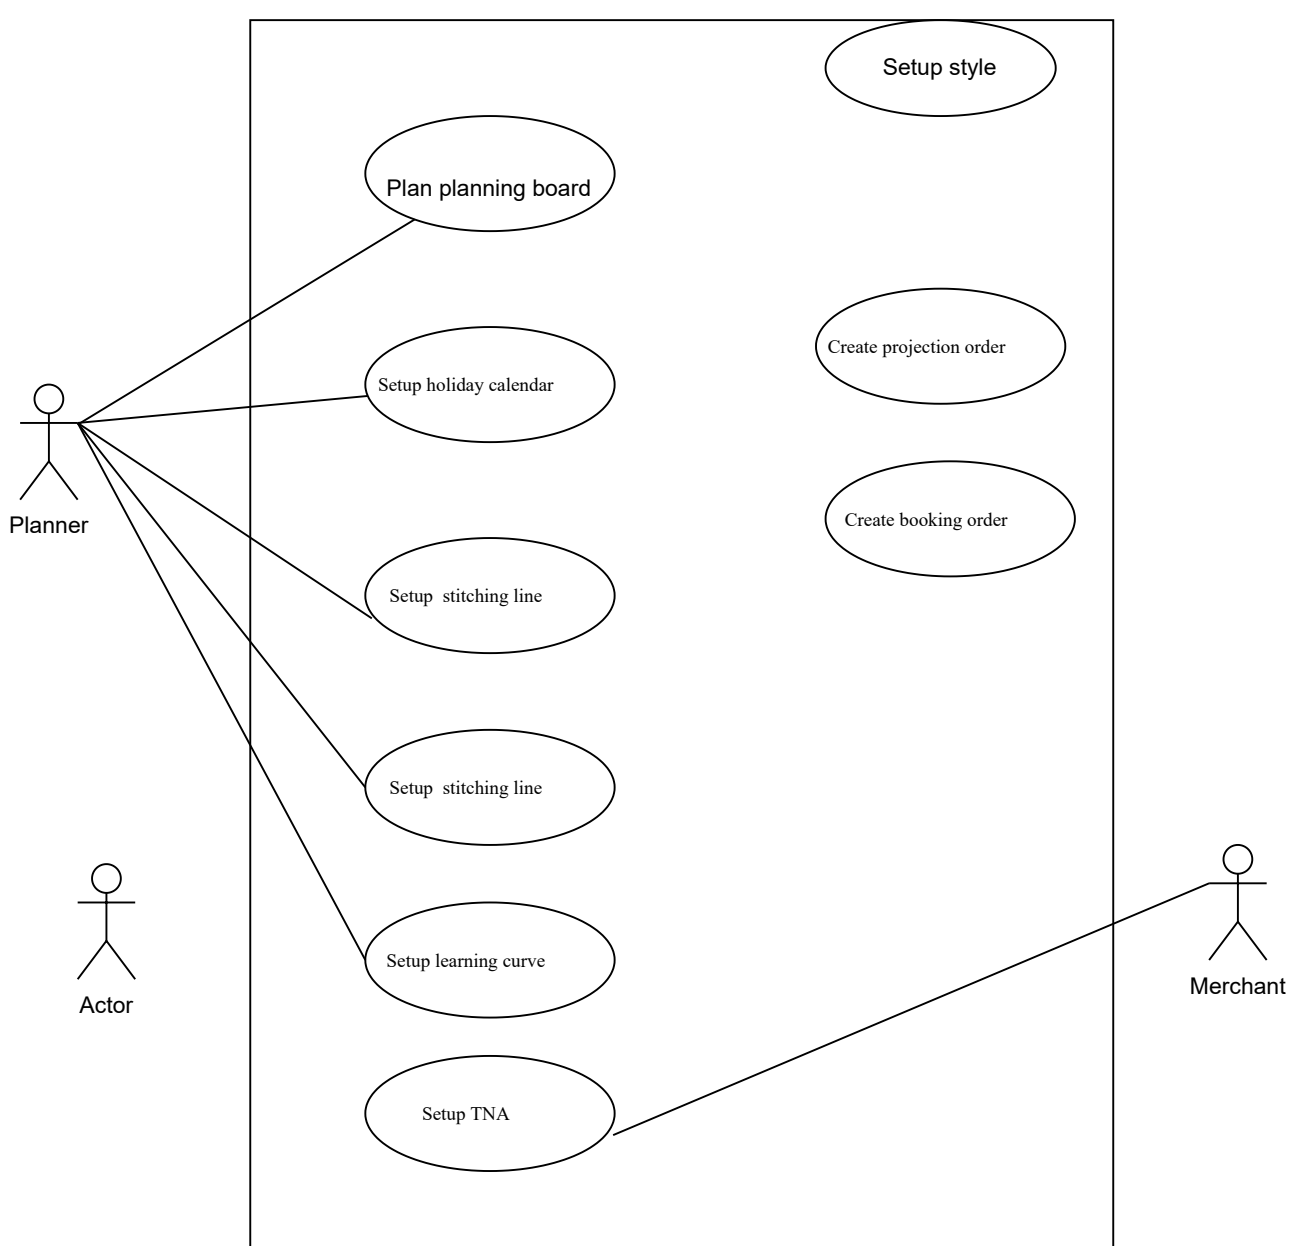 Setup style
Plan planning board
Create projection order
Setup holiday calendar
Planner
Create booking order
Setup  stitching line
Setup  stitching line
Setup learning curve
Actor
Merchant
Setup TNA